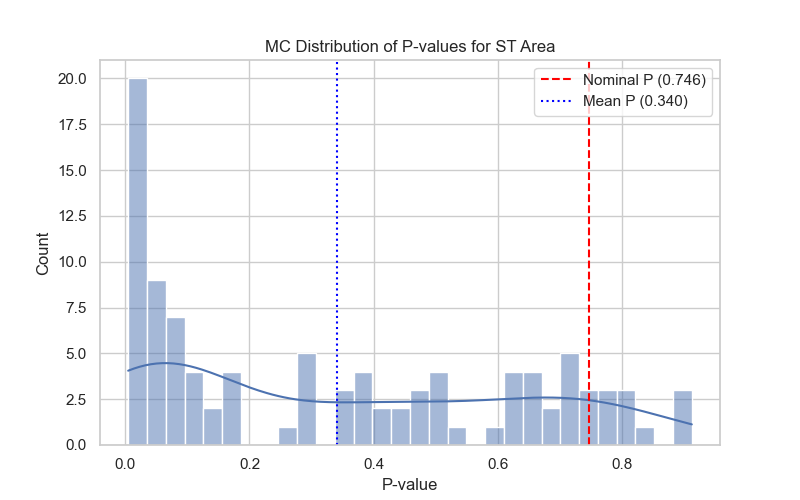 MC Distribution of P-values for ST Area
Nominal P (0.746)
Mean P (0.340)
20.0
17.5
15.0
12.5
10.0
7.5
5.0
2.5
0.0
Count
0.0 0.2 0.4 0.6 0.8
P-value